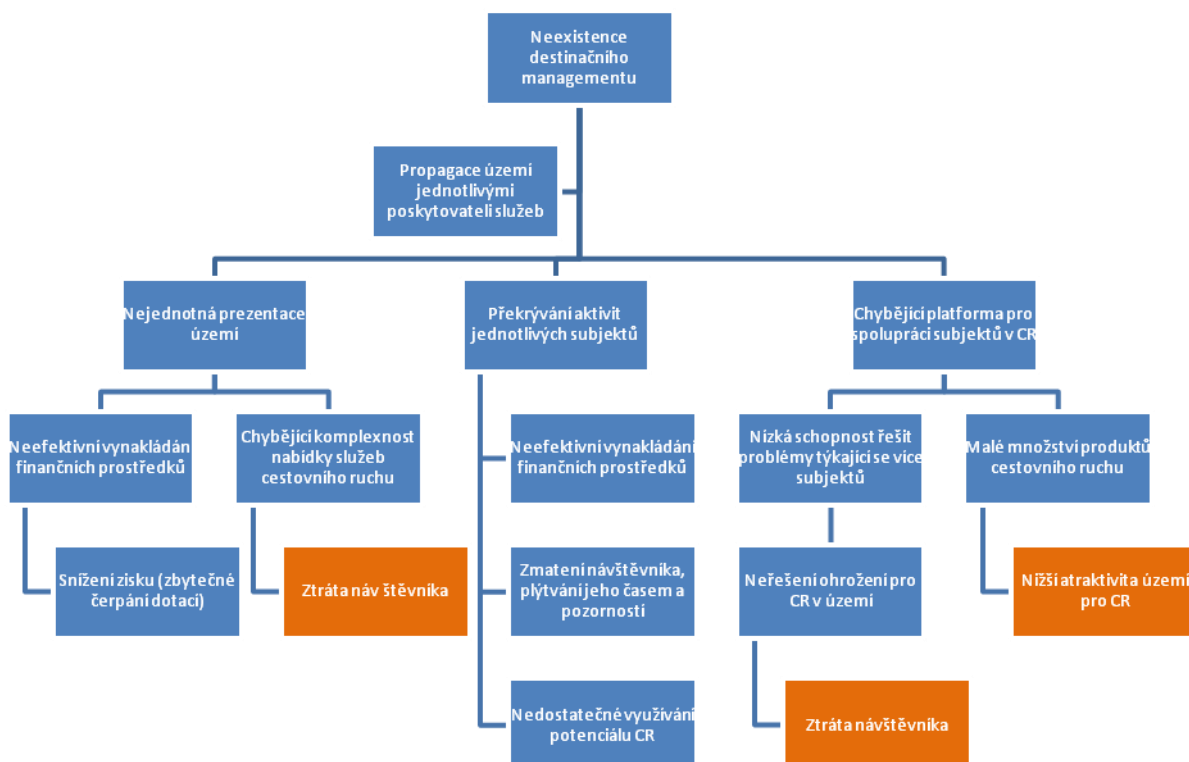 Neexistence
destinačního
managementu
Propagace území
jednotlivými
poskytovateli služeb
Nejednotná prezentace
území
Překrývání aktivit
jednotlivých subjektů
Chybějící platforma pro
spolupráci subjektů v CR
Neefektivní vynakládání
finančních prostředků
Chybějící komplexnost
nabídky služeb
cestovního ruchu
Neefektivní vynakládání
finančních prostředků
Nízká schopnost řešit
problémy týkající se více
subjektů
Malé množství produktů
cestovního ruchu
Snížení zisku (zbytečné
čerpání dotací)
Ztráta náv štěvníka
Zmatení návštěvníka,
plýtvání jeho časem a
pozorností
Neřešení ohrožení pro
CR v území
Nižší atraktivita území
pro CR
Nedostatečné využívání
potenciálu CR
Ztráta návštěvníka